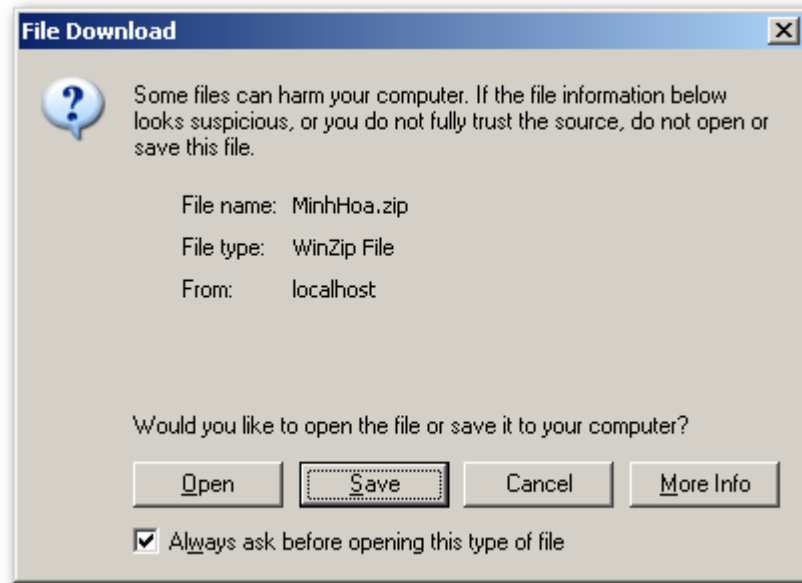 File Download
Some files can harm your computer. If the file information below
looks suspicious, or you do not fully trust the source, do not open or
save this file.
File name: MinhHoa.zip
File type: WinZip File
From: localhost
Would you like to open the file or save it to your computer?
Open Save Cancel More Info
Always ask before opening this type of file